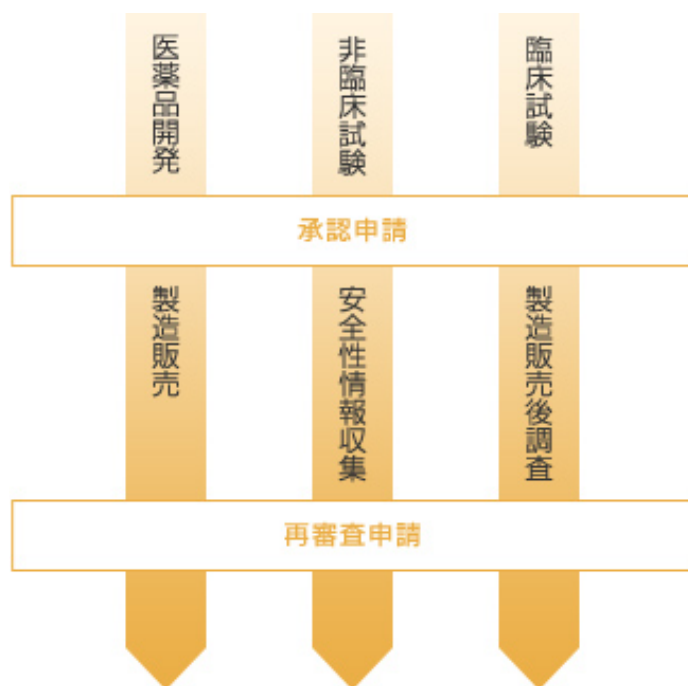 医薬品開発
非臨床試験
臨床試験
承認申請
製造販売
安全性情報収集
製造販売後調査
再審査申請